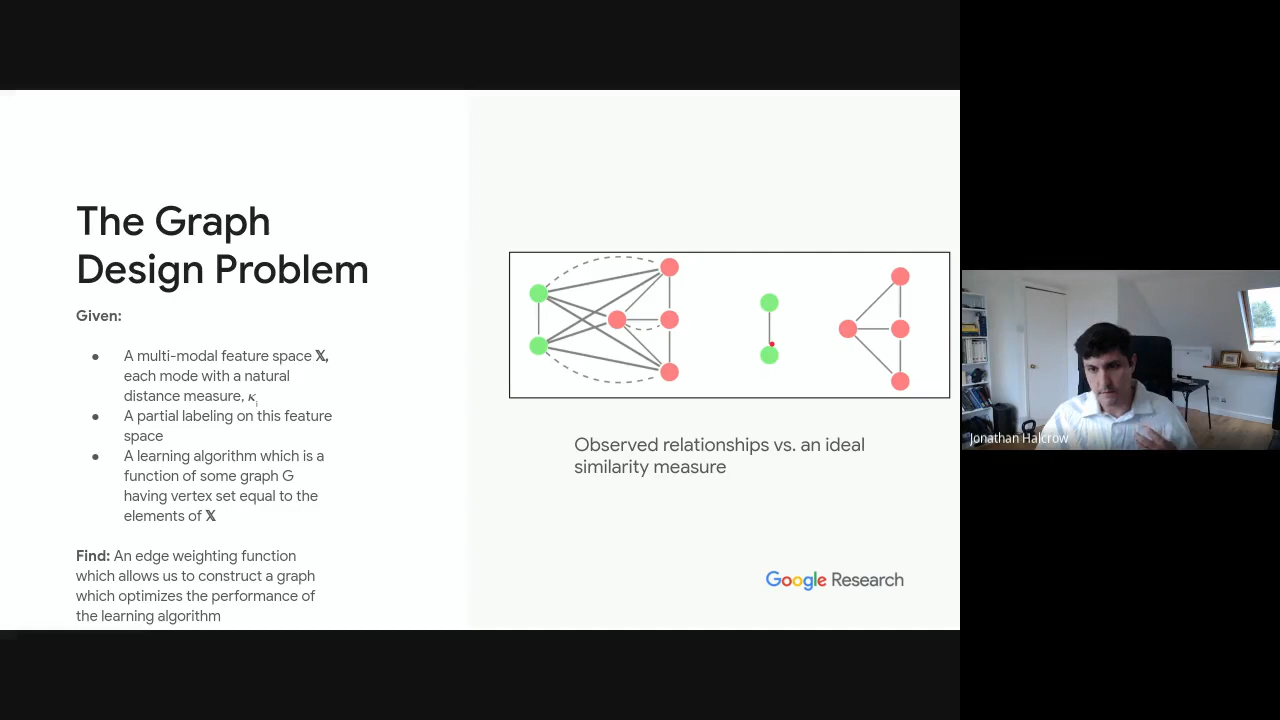 The Graph
Design Problem
Given:
● A multi-modal feature space 𝕏,
each mode with a natural
distance measure, κᵢ
● A partial labeling on this feature
space
● A learning algorithm which is a
function of some graph G
having vertex set equal to the
elements of 𝕏
Find: An edge weighting function
which allows us to construct a graph
which optimizes the performance of
the learning algorithm
Observed relationships vs. an ideal
similarity measure
Google Research
Jonathan Halcrow